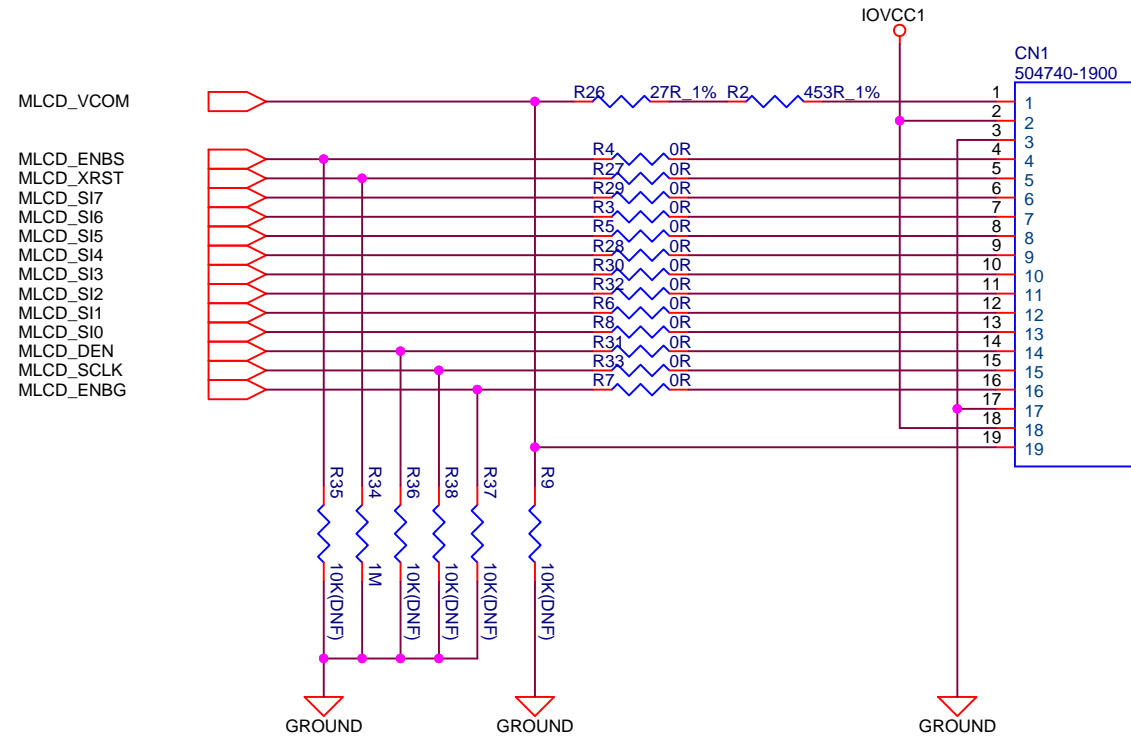 IOVCC1
CN1
504740-1900
MLCD_VCOM R26 27R_1% R2 453R_1% 1 1
2 2
3 3
MLCD_ENBS R4 0R 4 4
MLCD_XRST R27 0R 5 5
MLCD_SI7 R29 0R 6 6
MLCD_SI6 R3 0R 7 7
MLCD_SI5 R5 0R 8 8
MLCD_SI4 R28 0R 9 9
MLCD_SI3 R30 0R 10 10
MLCD_SI2 R32 0R 11 11
MLCD_SI1 R6 0R 12 12
MLCD_SI0 R8 0R 13 13
MLCD_DEN R31 0R 14 14
MLCD_SCLK R33 0R 15 15
MLCD_ENBG R7 0R 16 16
17 17
18 18
19 19
R35 R34 R36 R38 R37 R9
10K(DNF) 1M 10K(DNF) 10K(DNF) 10K(DNF) 10K(DNF)
GROUND GROUND GROUND